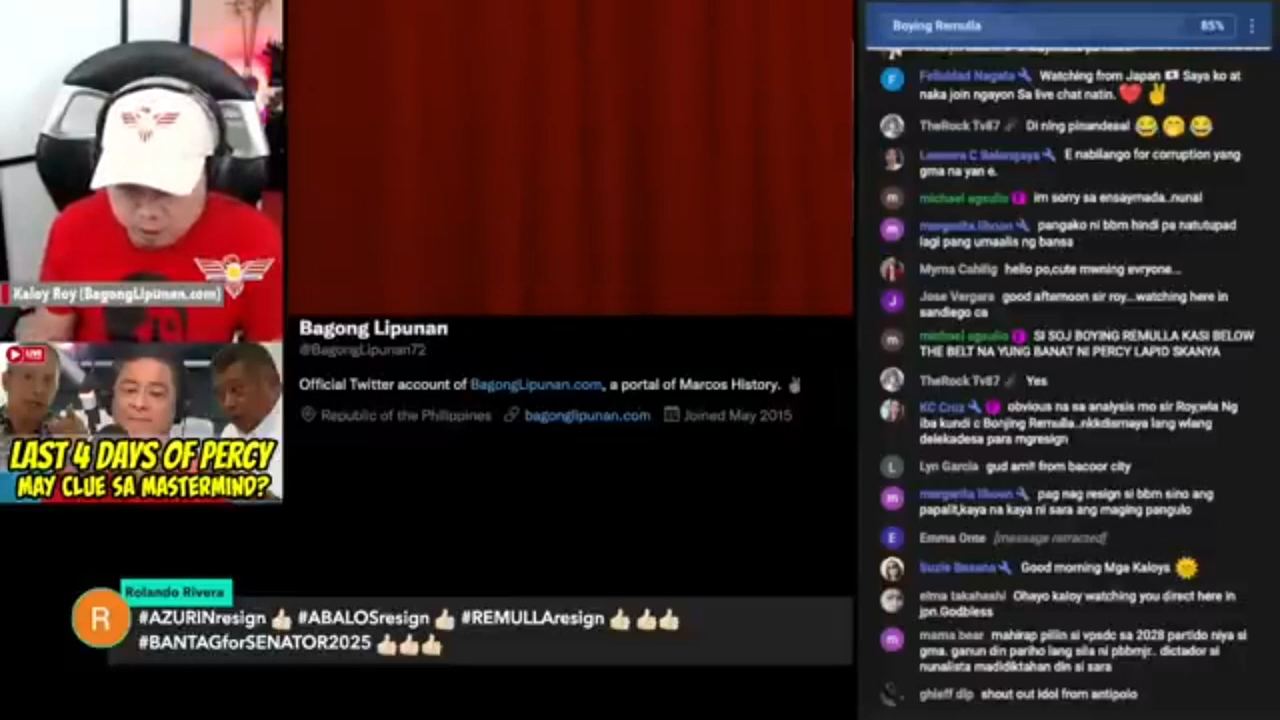 Kaloy Roy (BagongLipunan.com)
LIVE
LAST 4 DAYS OF PERCY
MAY CLUE SA MASTERMIND?
Bagong Lipunan
@BagongLipunan72
Official Twitter account of BagongLipunan.com, a portal of Marcos History. ✌🏻
Republic of the Philippines bagonglipunan.com Joined May 2015
Rolando Rivera
R
#AZURINresign 👍🏻 #ABALOSresign 👍🏻 #REMULLAresign 👍🏻 👍🏻👍🏻
#BANTAGforSENATOR2025 👍🏻👍🏻👍🏻
Boying Remulla 85%
F Felicidad Nagata Watching from Japan 🇯🇵 Saya ko at
naka join ngayon Sa live chat natin. ❤️ ✌️
TheRock Tv87 Di ning pinandesal 😂 🤭 😂
E nabilango for corruption yang
gma na yan e.
m michael agsulio im sorry sa ensaymada..nunal
m margarita pangako ni bbm hindi pa natutupad
lagi pang umaalis ng bansa
Myrna Cahilig hello po,cute mwning evryone...
J Jose Vergara good afternoon sir roy...watching here in
sandiego ca
m michael agsulio SI SOJ BOYING REMULLA KASI BELOW
THE BELT NA YUNG BANAT NI PERCY LAPID SKANYA
TheRock Tv87 Yes
KC Cruz obvious na sa analysis mo sir Roy,wla Ng
iba kundi c Bonjing Remulla..nkkdismaya lang wlang
delekadesa para mgresign
L Lyn Garcia gud arnit from bacoor city
m margarita pag nag resign si bbm sino ang
papalit,kaya na kaya ni sara ang maging pangulo
E Emma Orne [message retracted]
Suzie Good morning Mga Kaloys 🌞
elma takahashi Ohayo kaloy watching you direct here in
jpn.Godbless
m mama bear mahirap piliin si vpsdc sa 2028 partido niya si
gma. ganun din pariho lang sila ni pbbmjr.. dictador si
nunalista madidiktahan din si sara
ghieff dlp shout out idol from antipolo